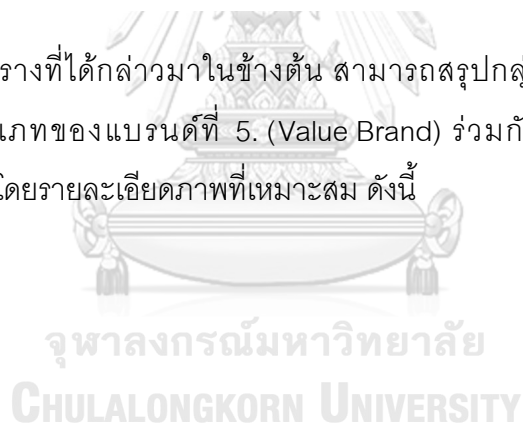 รางที่ได้กล่าวมาในข้างต้น สามารถสรุปกลุ
ภทของแบรนด์ที่ 5. (Value Brand) ร่วมกั
โดยรายละเอียดภาพที่เหมาะสม ดังนี้
จุฬาลงกรณ์มหาวิทยาลัย
CHULALONGKORN UNIVERSITY